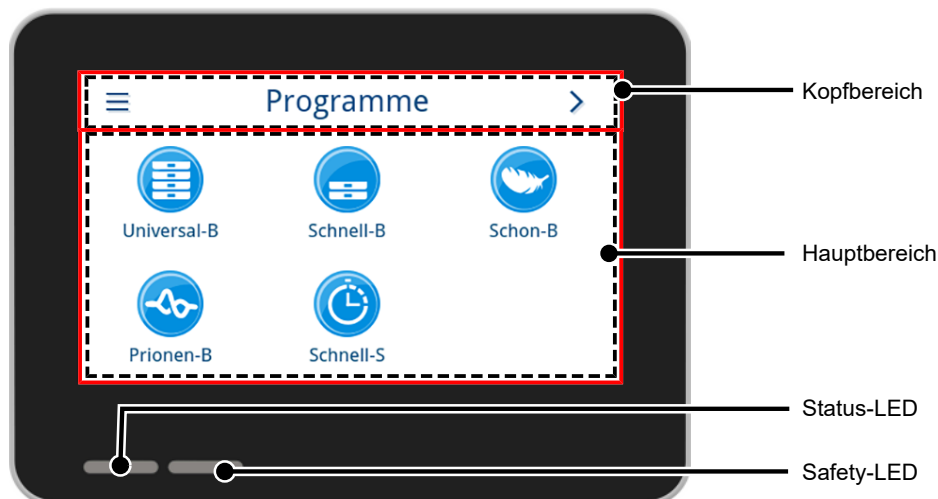 Programme
Kopfbereich
Universal-B
Schnell-B
Schon-B
Hauptbereich
Prionen-B
Schnell-S
Status-LED
Safety-LED